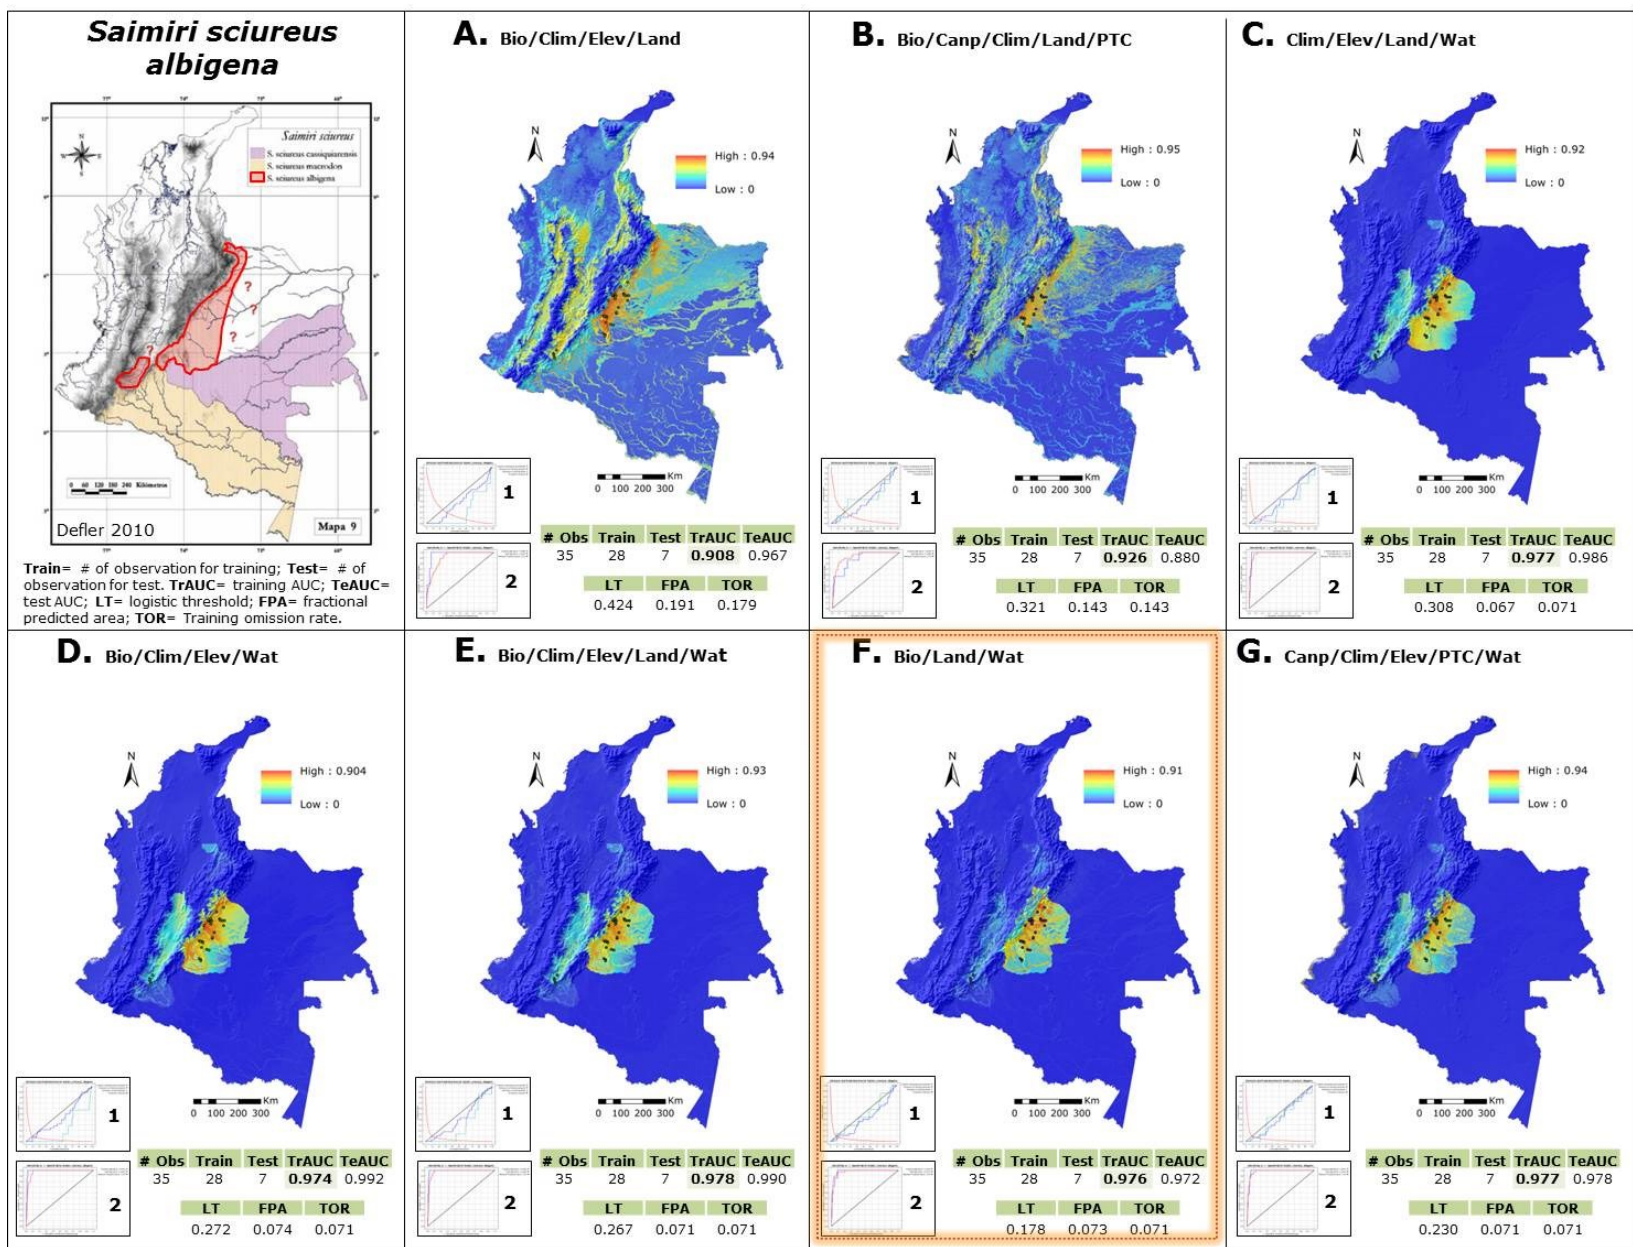 Saimiri sciureus
albigena
Saimiri sciureus
S. sciureus cassiquiarensis
S. sciureus macrodon
S. sciureus albigena
N
W
E
S
?
?
?
?
0 60 120 180 240 Kilómetros
Mapa 9
Defler 2010
Train= # of observation for training; Test= # of
observation for test. TrAUC= training AUC; TeAUC=
test AUC; LT= logistic threshold; FPA= fractional
predicted area; TOR= Training omission rate.
A. Bio/Clim/Elev/Land
N
High : 0.94
Low : 0
Km
0 100 200 300
1
2
# Obs Train Test TrAUC TeAUC
35 28 7 0.908 0.967
LT FPA TOR
0.424 0.191 0.179
B. Bio/Canp/Clim/Land/PTC
N
High : 0.95
Low : 0
Km
0 100 200 300
1
2
# Obs Train Test TrAUC TeAUC
35 28 7 0.926 0.880
LT FPA TOR
0.321 0.143 0.143
C. Clim/Elev/Land/Wat
N
High : 0.92
Low : 0
Km
0 100 200 300
1
2
# Obs Train Test TrAUC TeAUC
35 28 7 0.977 0.986
LT FPA TOR
0.308 0.067 0.071
D. Bio/Clim/Elev/Wat
N
High : 0.904
Low : 0
Km
0 100 200 300
1
2
# Obs Train Test TrAUC TeAUC
35 28 7 0.974 0.992
LT FPA TOR
0.272 0.074 0.071
E. Bio/Clim/Elev/Land/Wat
N
High : 0.93
Low : 0
Km
0 100 200 300
1
2
# Obs Train Test TrAUC TeAUC
35 28 7 0.978 0.990
LT FPA TOR
0.267 0.071 0.071
F. Bio/Land/Wat
N
High : 0.91
Low : 0
Km
0 100 200 300
1
2
# Obs Train Test TrAUC TeAUC
35 28 7 0.976 0.972
LT FPA TOR
0.178 0.073 0.071
G. Canp/Clim/Elev/PTC/Wat
N
High : 0.94
Low : 0
Km
0 100 200 300
1
2
# Obs Train Test TrAUC TeAUC
35 28 7 0.977 0.978
LT FPA TOR
0.230 0.071 0.071